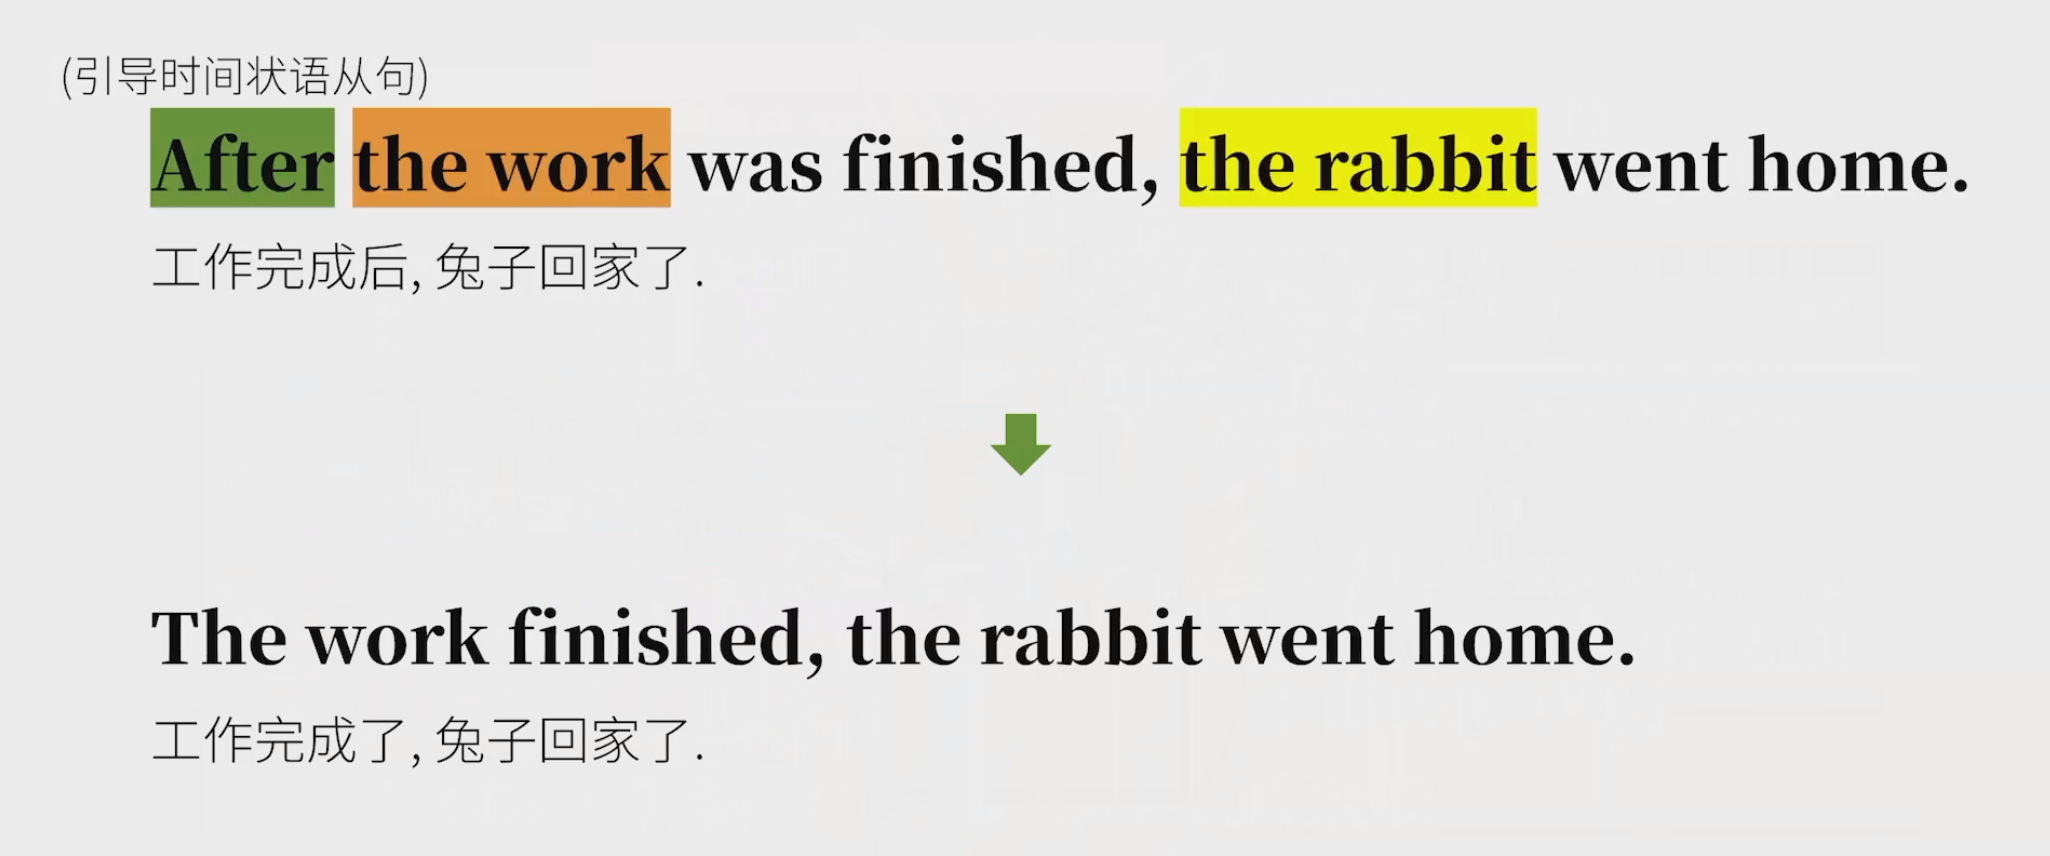 (引导时间状语从句)
After the work was finished, the rabbit went home.
工作完成后, 兔子回家了.
The work finished, the rabbit went home.
工作完成了, 兔子回家了.